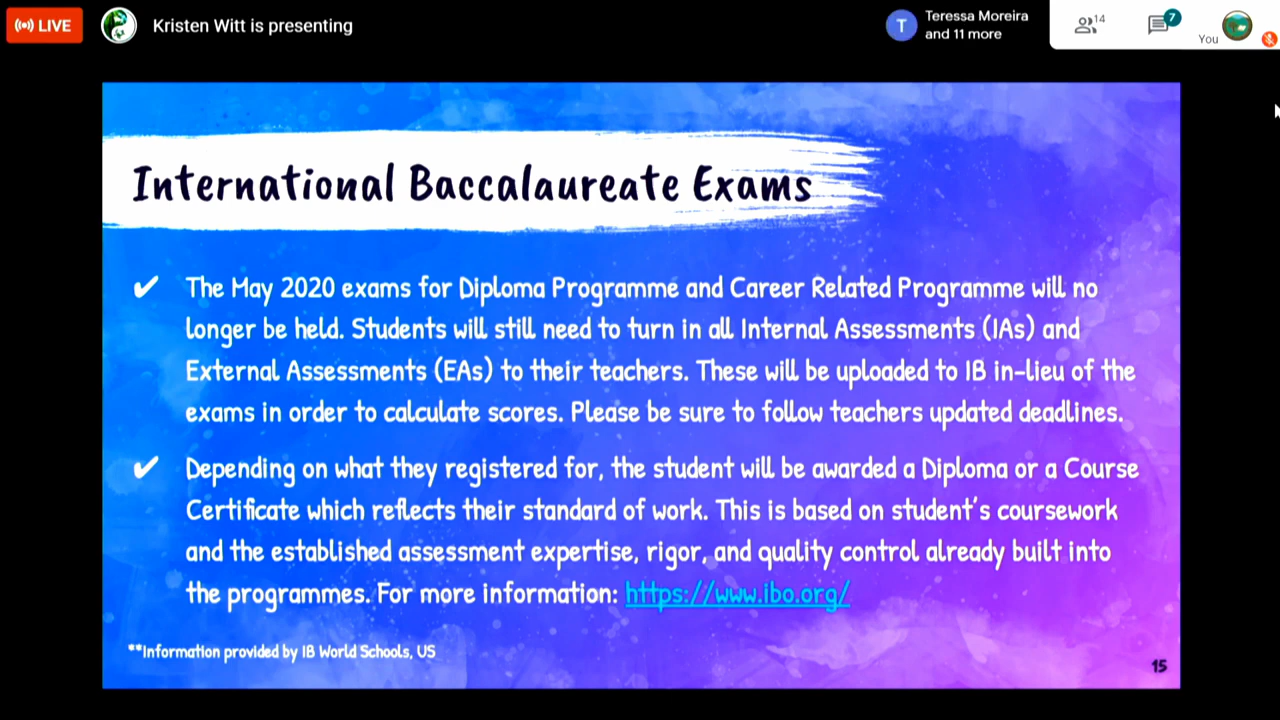 LIVE
Kristen Witt is presenting
T
Teressa Moreira
and 11 more
14
7
You
International Baccalaureate Exams
✔ The May 2020 exams for Diploma Programme and Career Related Programme will no
longer be held. Students will still need to turn in all Internal Assessments (IAs) and
External Assessments (EAs) to their teachers. These will be uploaded to IB in-lieu of the
exams in order to calculate scores. Please be sure to follow teachers updated deadlines.
✔ Depending on what they registered for, the student will be awarded a Diploma or a Course
Certificate which reflects their standard of work. This is based on student's coursework
and the established assessment expertise, rigor, and quality control already built into
the programmes. For more information: https://www.ibo.org/
**Information provided by IB World Schools, US
15